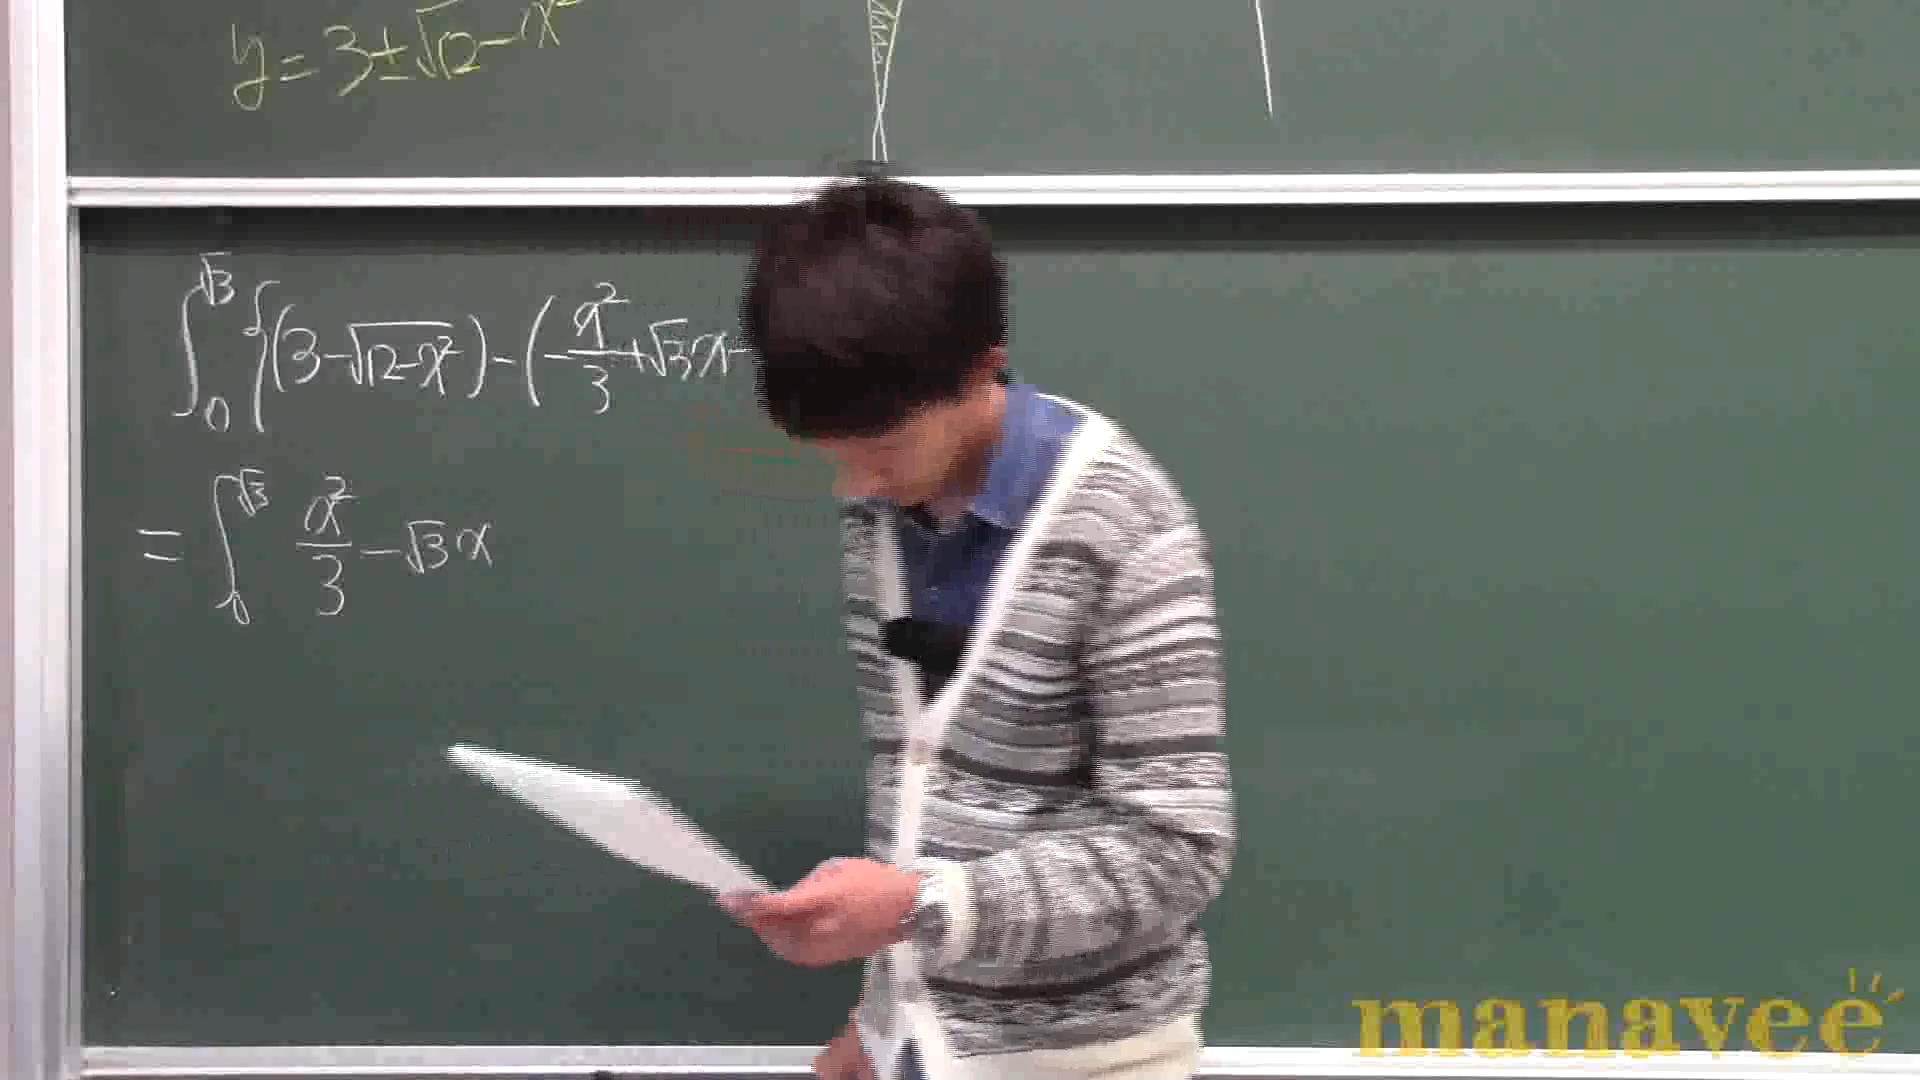 y = 3 ± √12 − x²
∫₀^√3 {(3 − √12 − x²) − (−x²/3 + √3x −
= ∫₀^√3 x²/3 − √3x
manavee